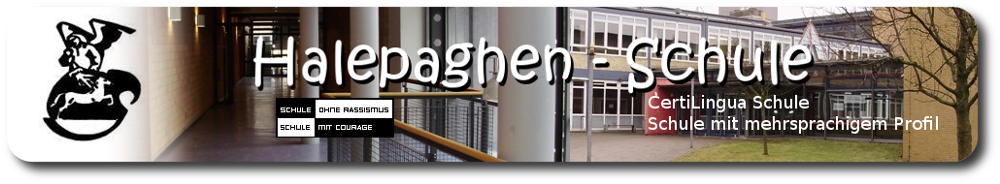 Halepaghen - Schule
SCHULE OHNE RASSISMUS
SCHULE MIT COURAGE
CertiLingua Schule
Schule mit mehrsprachigem Profil